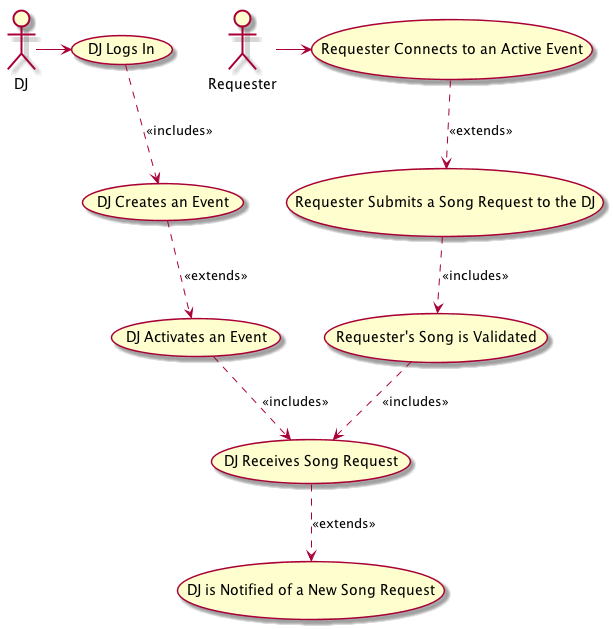 DJ Logs In
Requester Connects to an Active Event
DJ
Requester
«includes»
«extends»
DJ Creates an Event
Requester Submits a Song Request to the DJ
«extends»
«includes»
DJ Activates an Event
Requester's Song is Validated
«includes»
«includes»
DJ Receives Song Request
«extends»
DJ is Notified of a New Song Request